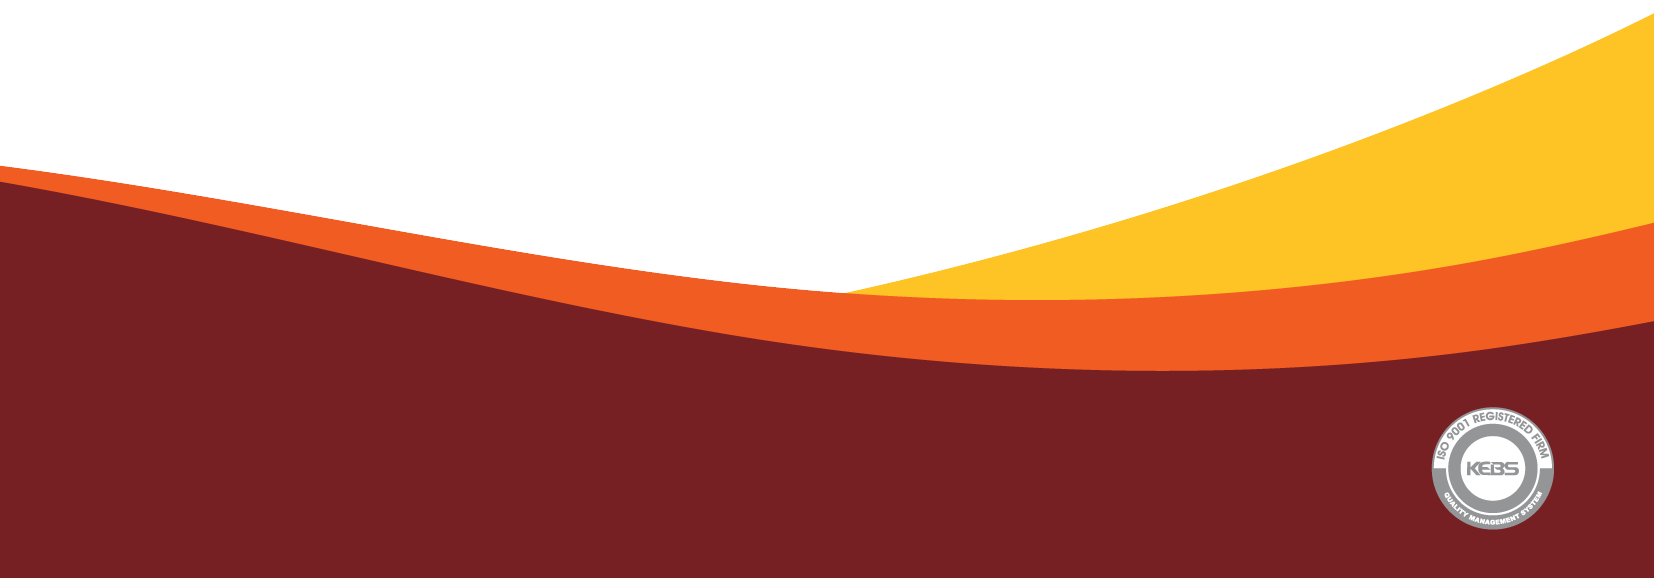 ISO 9001 REGISTERED FIRM
KEBS
QUALITY MANAGEMENT SYSTEM